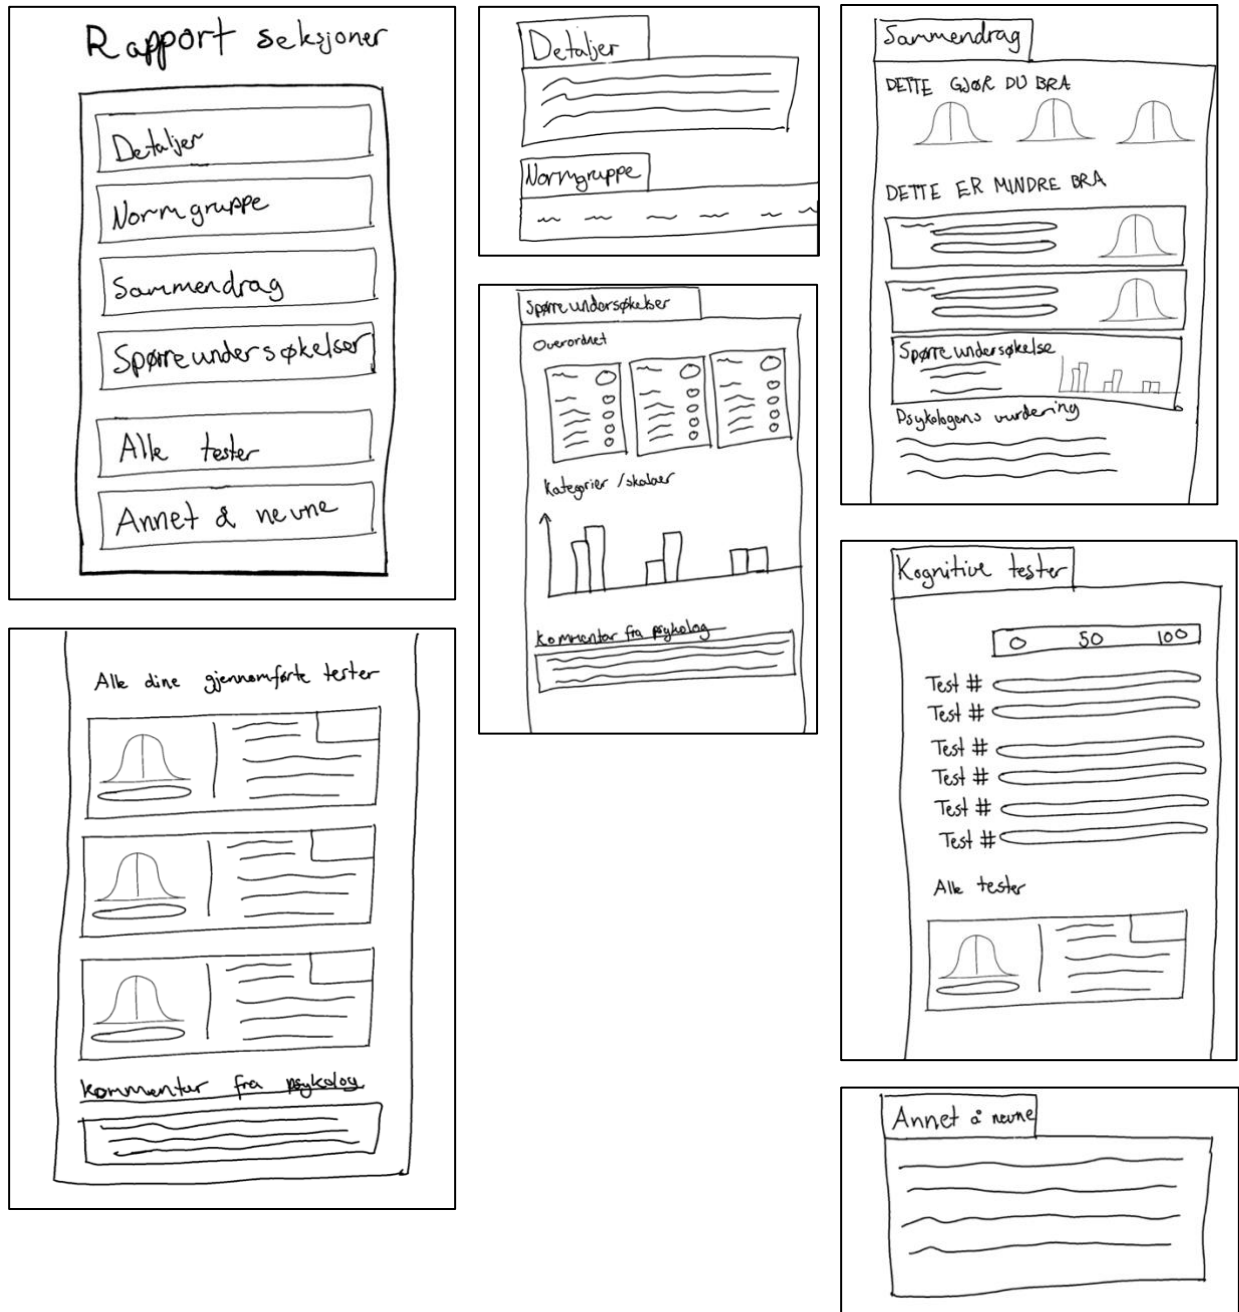 Rapport seksjoner
Detaljer
Normgruppe
Sammendrag
Spørreundersøkelser
Alle tester
Annet å nevne
Detaljer
Normgruppe
Sammendrag
DETTE GJØR DU BRA
DETTE ER MINDRE BRA
Spørreundersøkelse
Psykologens vurdering
Spørreundersøkelser
Overordnet
Kategorier /skalaer
Kommentar fra psykolog
Kognitive tester
0 50 100
Test #
Test #
Test #
Test #
Test #
Test #
Alle tester
Alle dine gjennomførte tester
Kommentar fra psykolog
Annet å nevne